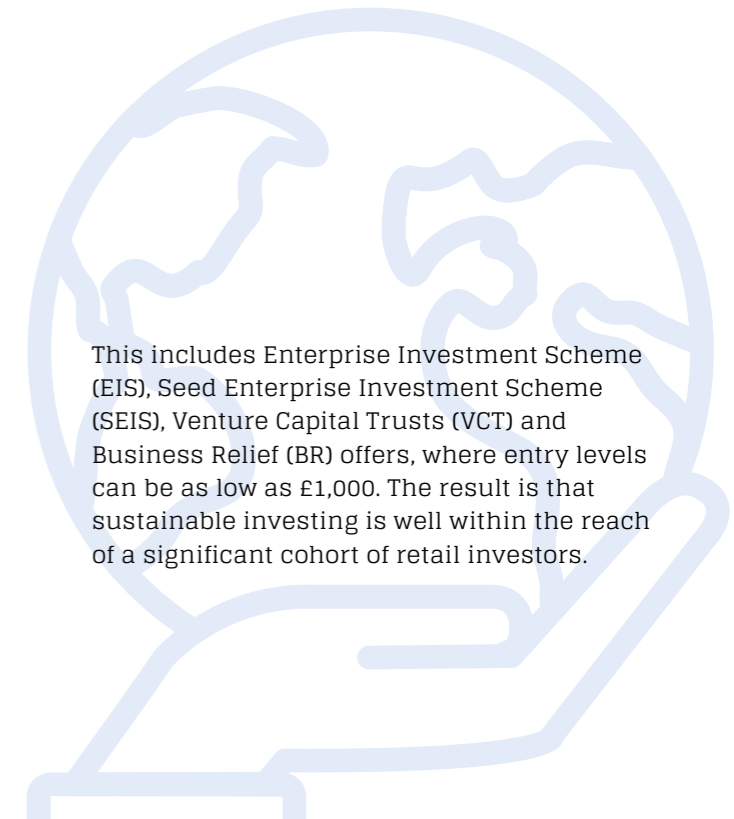 This includes Enterprise Investment Scheme
(EIS), Seed Enterprise Investment Scheme
(SEIS), Venture Capital Trusts (VCT) and
Business Relief (BR) offers, where entry levels
can be as low as £1,000. The result is that
sustainable investing is well within the reach
of a significant cohort of retail investors.